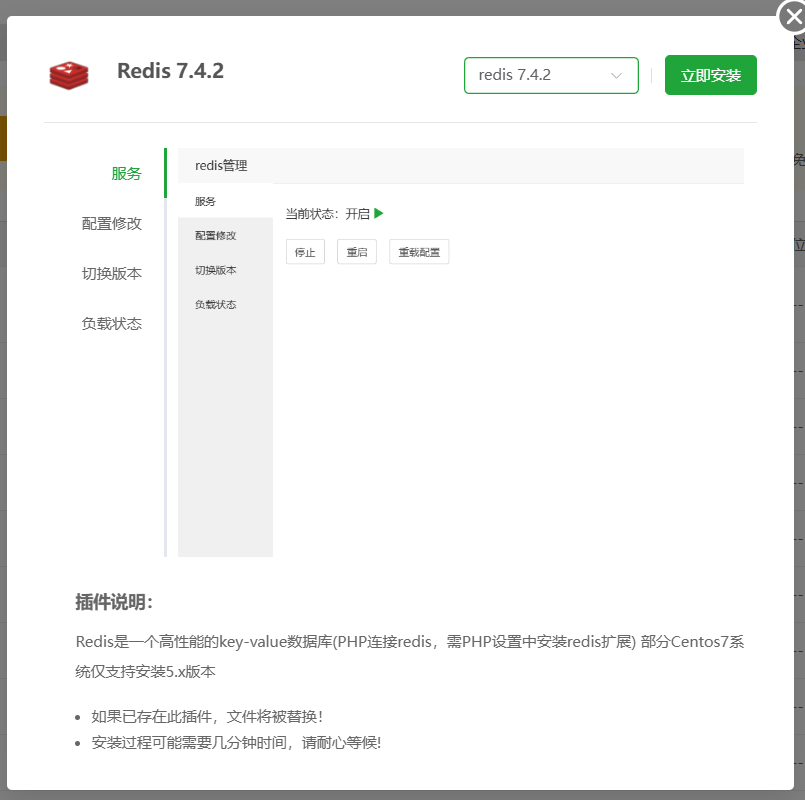 Redis 7.4.2
redis 7.4.2
立即安装
服务
配置修改
切换版本
负载状态
redis管理
服务
配置修改
切换版本
负载状态
当前状态：开启
停止
重启
重载配置
插件说明：
Redis是一个高性能的key-value数据库(PHP连接redis，需PHP设置中安装redis扩展) 部分Centos7系
统仅支持安装5.x版本
如果已存在此插件，文件将被替换！
安装过程可能需要几分钟时间，请耐心等候!
免
立